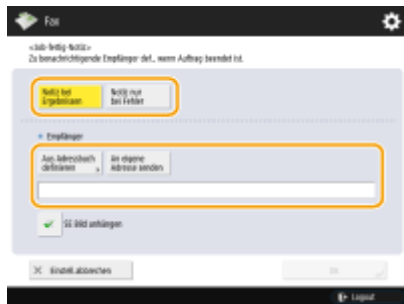 Fax
<Job-fertig-Notiz>
Zu benachrichtigende Empfänger def., wenn Auftrag beendet ist.
Notiz bei
Ergebnissen
Notiz nur
bei Fehler
Empfänger
Aus Adressbuch
definieren
An eigene
Adresse senden
SE Bild anhängen
Einstell.abbrechen
OK
Logout